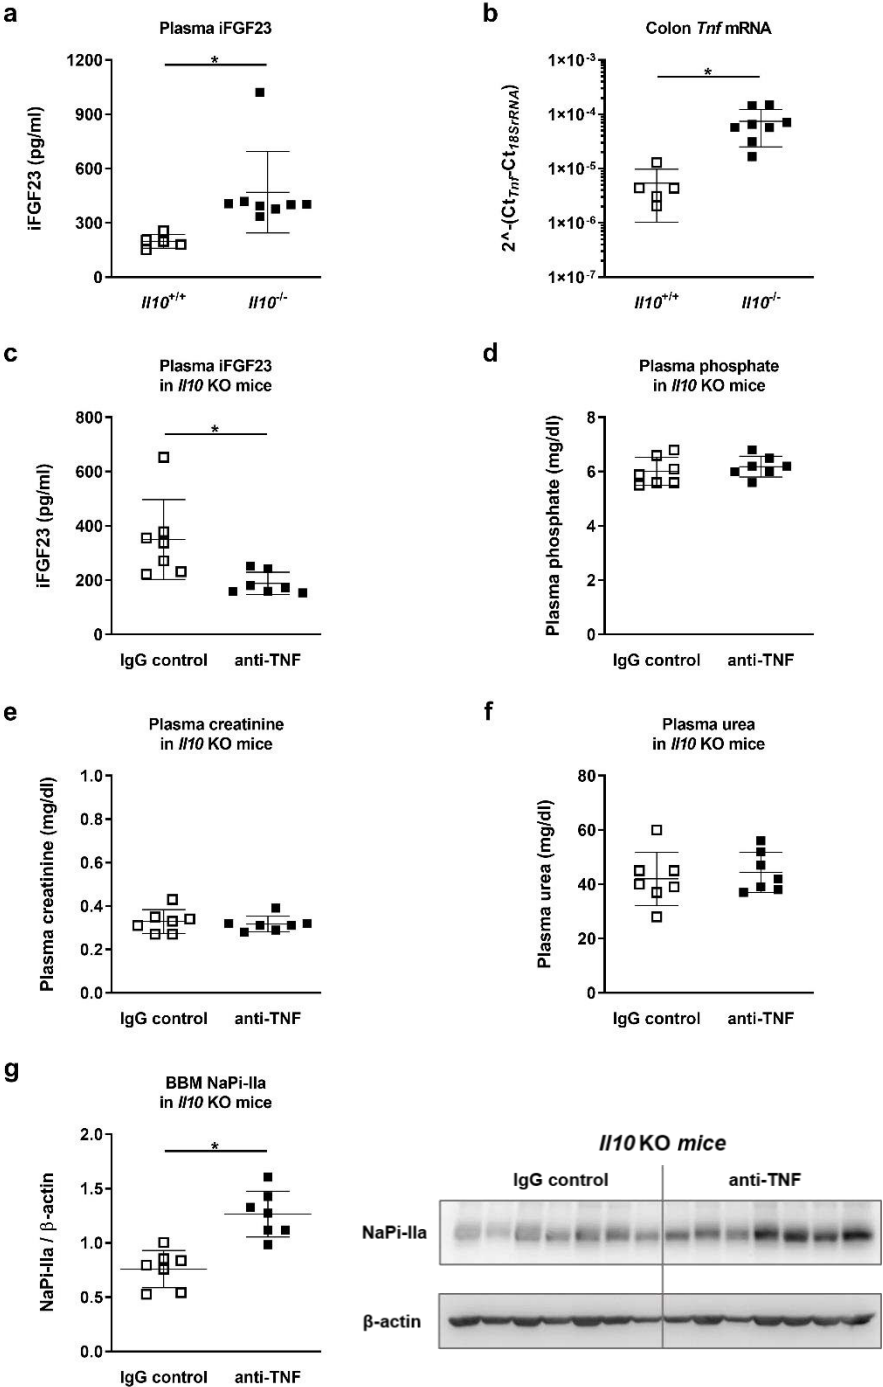 a
Plasma iFGF23
iFGF23 (pg/ml)
1200
900
600
300
0
*
Il10+/+
Il10-/-
b
Colon Tnf mRNA
2^-(CtTnf-Ct18SrRNA)
1×10-3
1×10-4
1×10-5
1×10-6
1×10-7
*
Il10+/+
Il10-/-
c
Plasma iFGF23
in Il10 KO mice
iFGF23 (pg/ml)
800
600
400
200
0
*
IgG control
anti-TNF
d
Plasma phosphate
in Il10 KO mice
Plasma phosphate (mg/dl)
8
6
4
2
0
IgG control
anti-TNF
e
Plasma creatinine
in Il10 KO mice
Plasma creatinine (mg/dl)
1.0
0.8
0.6
0.4
0.2
0.0
IgG control
anti-TNF
f
Plasma urea
in Il10 KO mice
Plasma urea (mg/dl)
80
60
40
20
0
IgG control
anti-TNF
g
BBM NaPi-IIa
in Il10 KO mice
NaPi-IIa / β-actin
2.0
1.5
1.0
0.5
0.0
*
IgG control
anti-TNF
Il10 KO mice
IgG control
anti-TNF
NaPi-IIa
β-actin